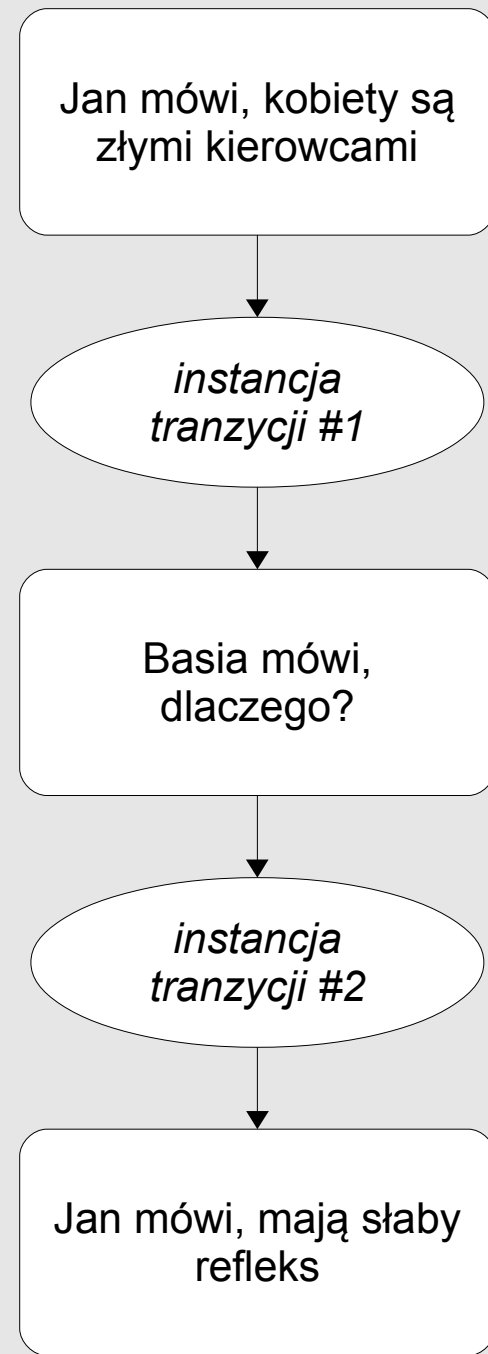 Jan mówi, kobiety są
złymi kierowcami
instancja
tranzycji #1
Basia mówi,
dlaczego?
instancja
tranzycji #2
Jan mówi, mają słaby
refleks